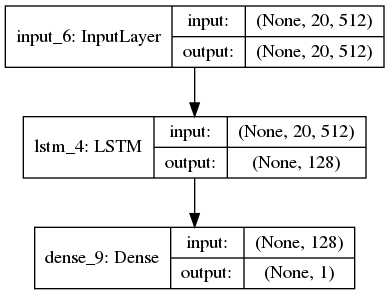 input_6: InputLayer
input: (None, 20, 512)
output: (None, 20, 512)
lstm_4: LSTM
input: (None, 20, 512)
output: (None, 128)
dense_9: Dense
input: (None, 128)
output: (None, 1)